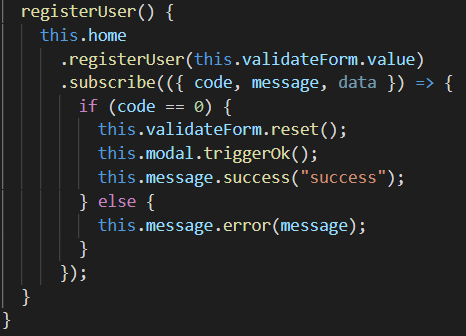 registerUser() {
this.home
.registerUser(this.validateForm.value)
.subscribe(({ code, message, data }) => {
if (code == 0) {
this.validateForm.reset();
this.modal.triggerOk();
this.message.success("success");
} else {
this.message.error(message);
}
});
}
}